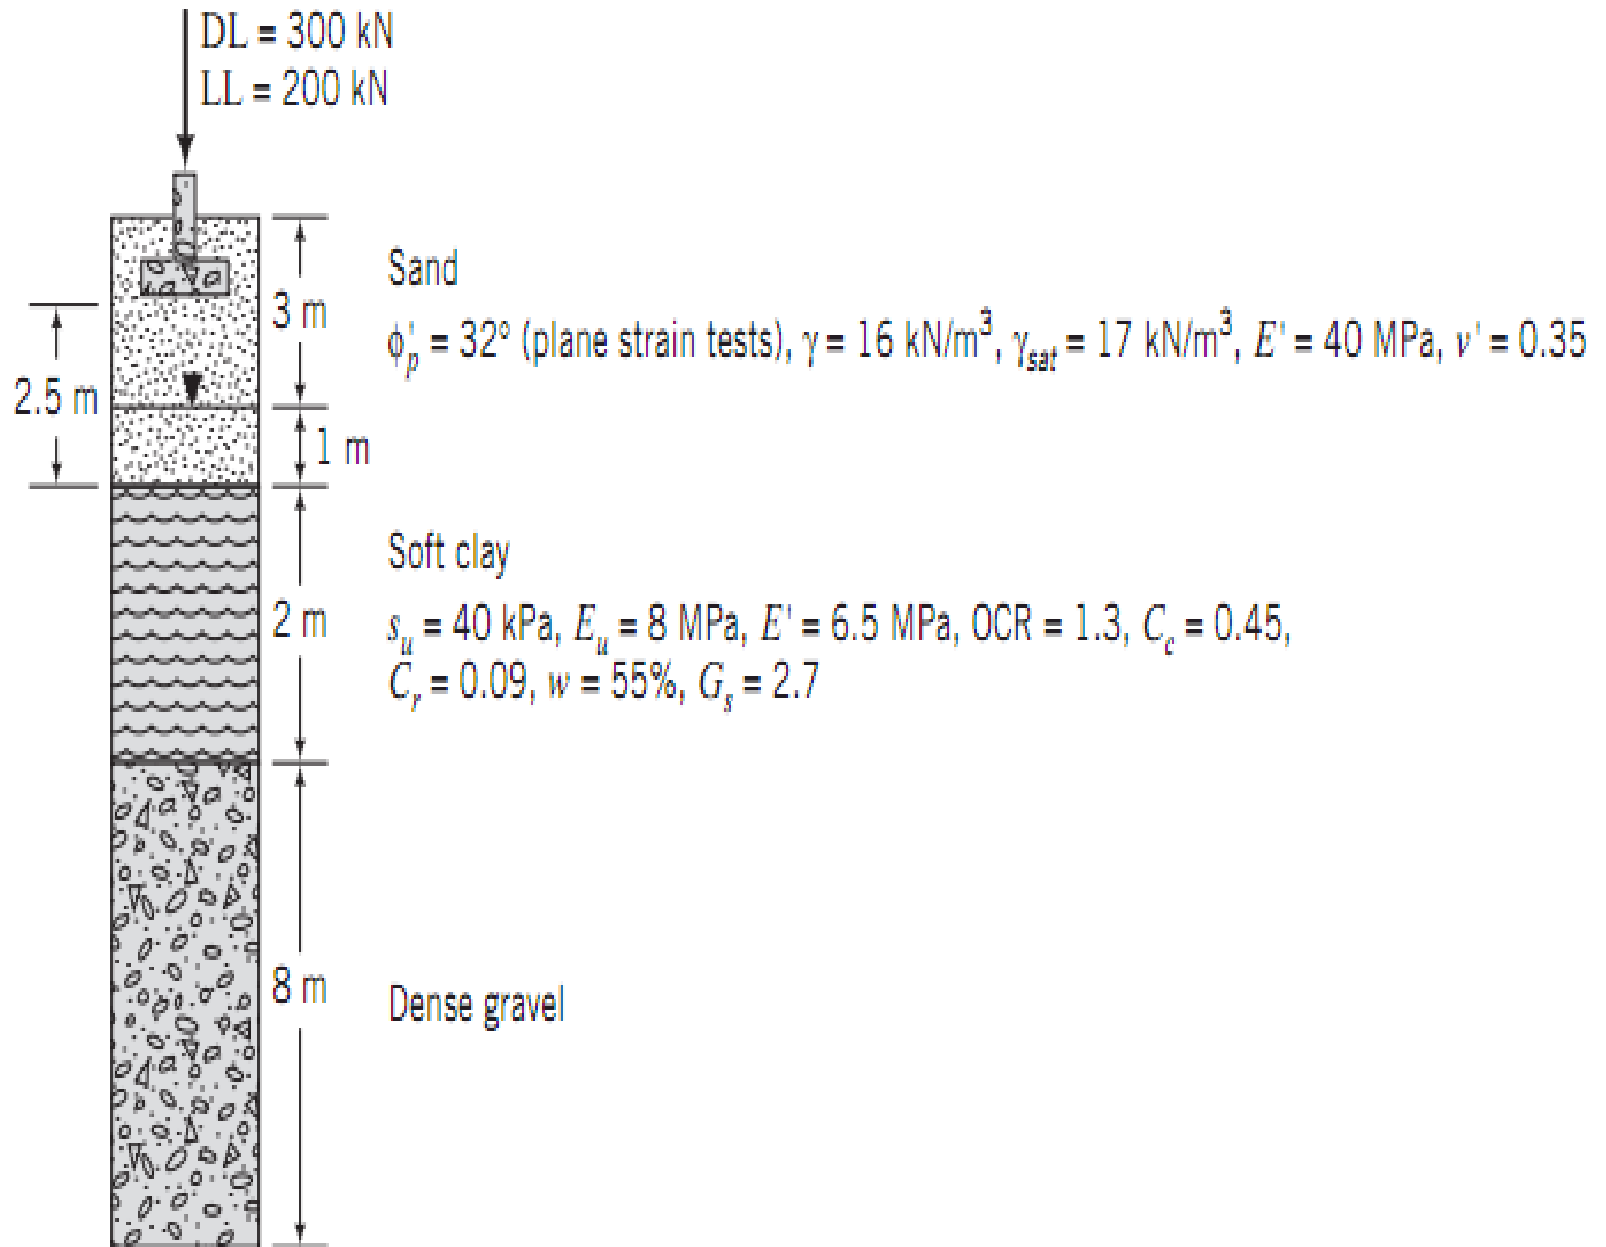 DL = 300 kN
LL = 200 kN
Sand
3 m
ϕ'ₚ = 32° (plane strain tests), γ = 16 kN/m³, γsat = 17 kN/m³, E' = 40 MPa, ν' = 0.35
2.5 m
1 m
Soft clay
2 m
sᵤ = 40 kPa, Eᵤ = 8 MPa, E' = 6.5 MPa, OCR = 1.3, C꜀ = 0.45,
Cᵣ = 0.09, w = 55%, Gₛ = 2.7
8 m
Dense gravel